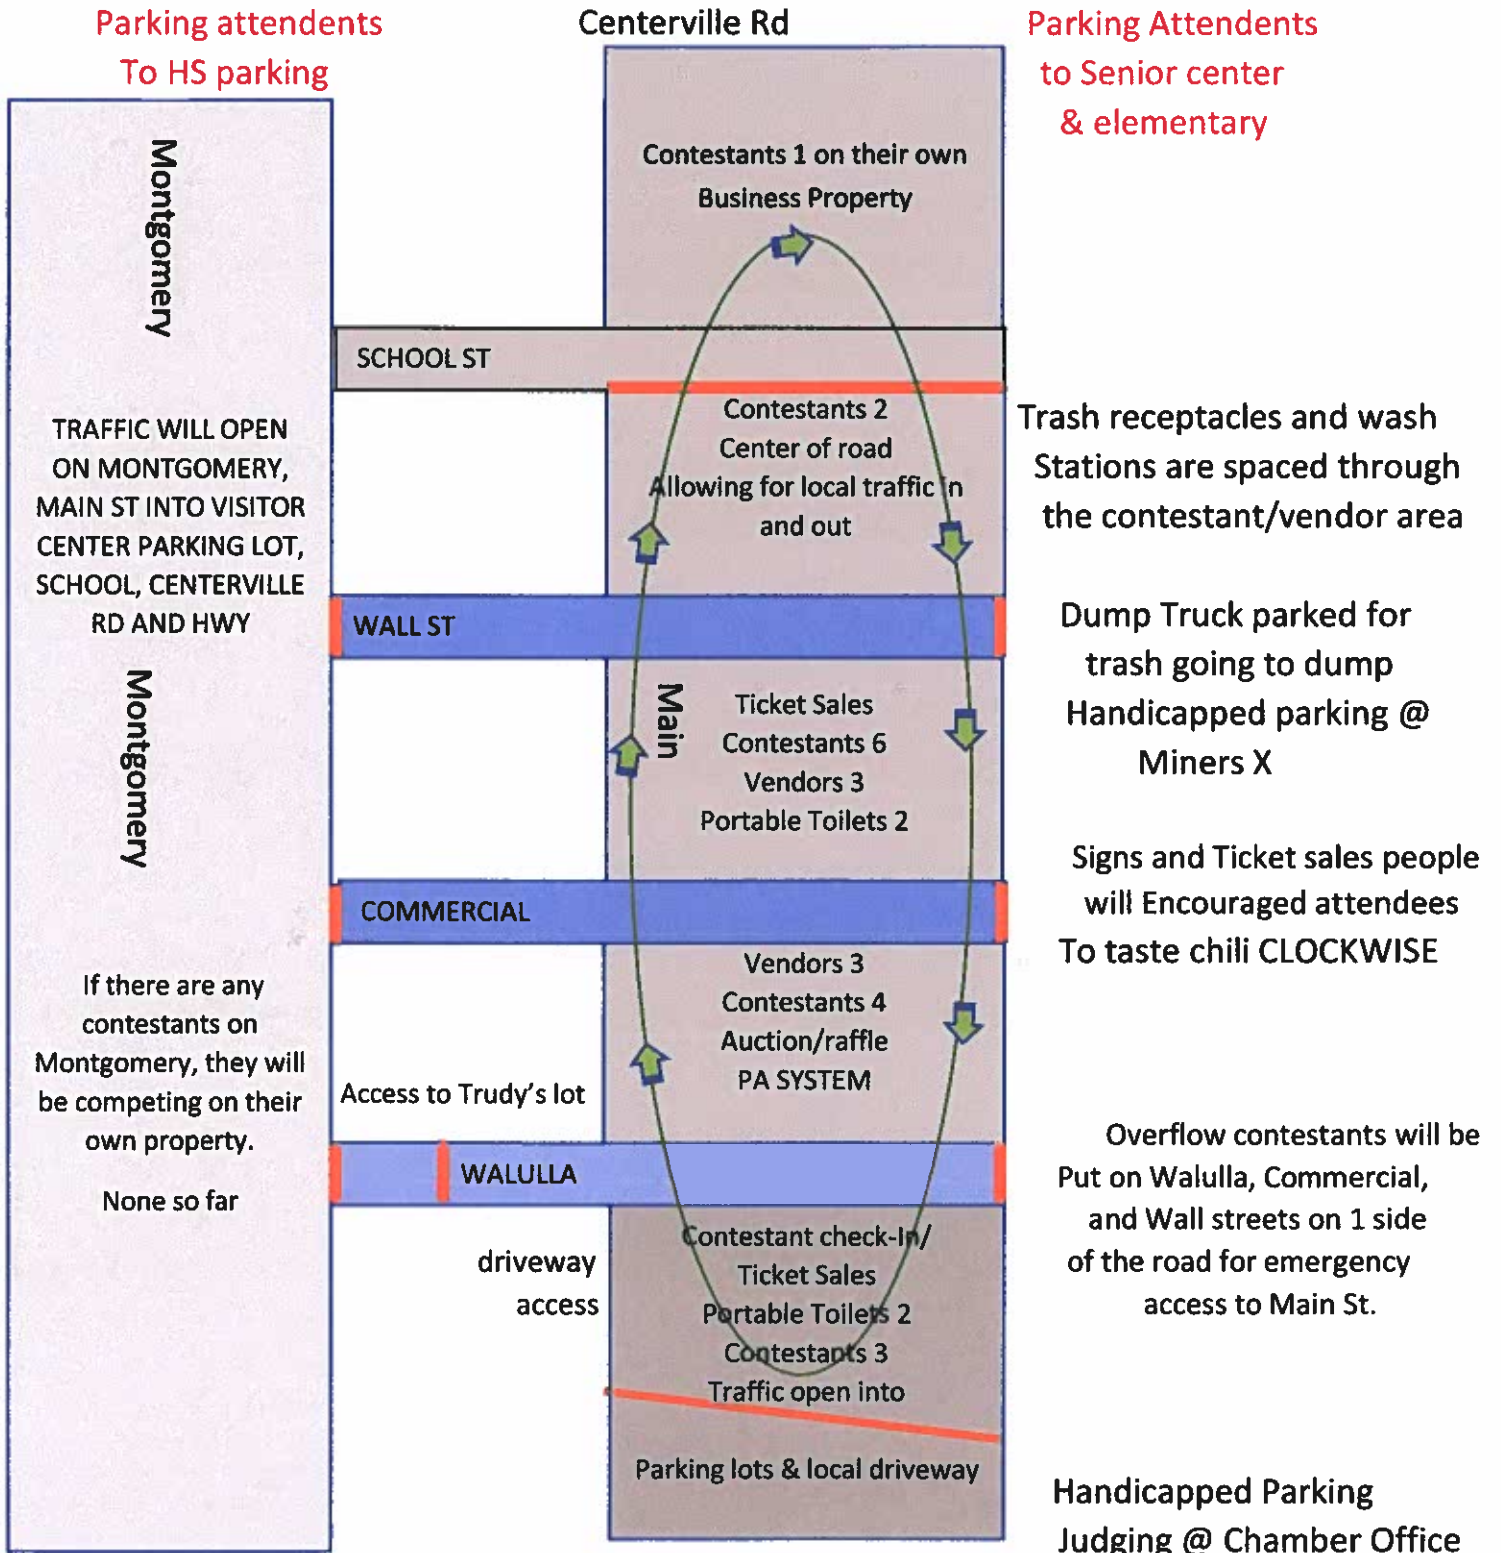 Parking attendents
To HS parking
Centerville Rd
Parking Attendents
to Senior center
& elementary
Montgomery
TRAFFIC WILL OPEN
ON MONTGOMERY,
MAIN ST INTO VISITOR
CENTER PARKING LOT,
SCHOOL, CENTERVILLE
RD AND HWY
Montgomery
If there are any
contestants on
Montgomery, they will
be competing on their
own property.
None so far
Contestants 1 on their own
Business Property
SCHOOL ST
Contestants 2
Center of road
Allowing for local traffic in
and out
WALL ST
Main
Ticket Sales
Contestants 6
Vendors 3
Portable Toilets 2
COMMERCIAL
Vendors 3
Contestants 4
Auction/raffle
PA SYSTEM
Access to Trudy's lot
WALULLA
driveway
access
Contestant check-In/
Ticket Sales
Portable Toilets 2
Contestants 3
Traffic open into
Parking lots & local driveway
Trash receptacles and wash
Stations are spaced through
the contestant/vendor area
Dump Truck parked for
trash going to dump
Handicapped parking @
Miners X
Signs and Ticket sales people
will Encouraged attendees
To taste chili CLOCKWISE
Overflow contestants will be
Put on Walulla, Commercial,
and Wall streets on 1 side
of the road for emergency
access to Main St.
Handicapped Parking
Judging @ Chamber Office